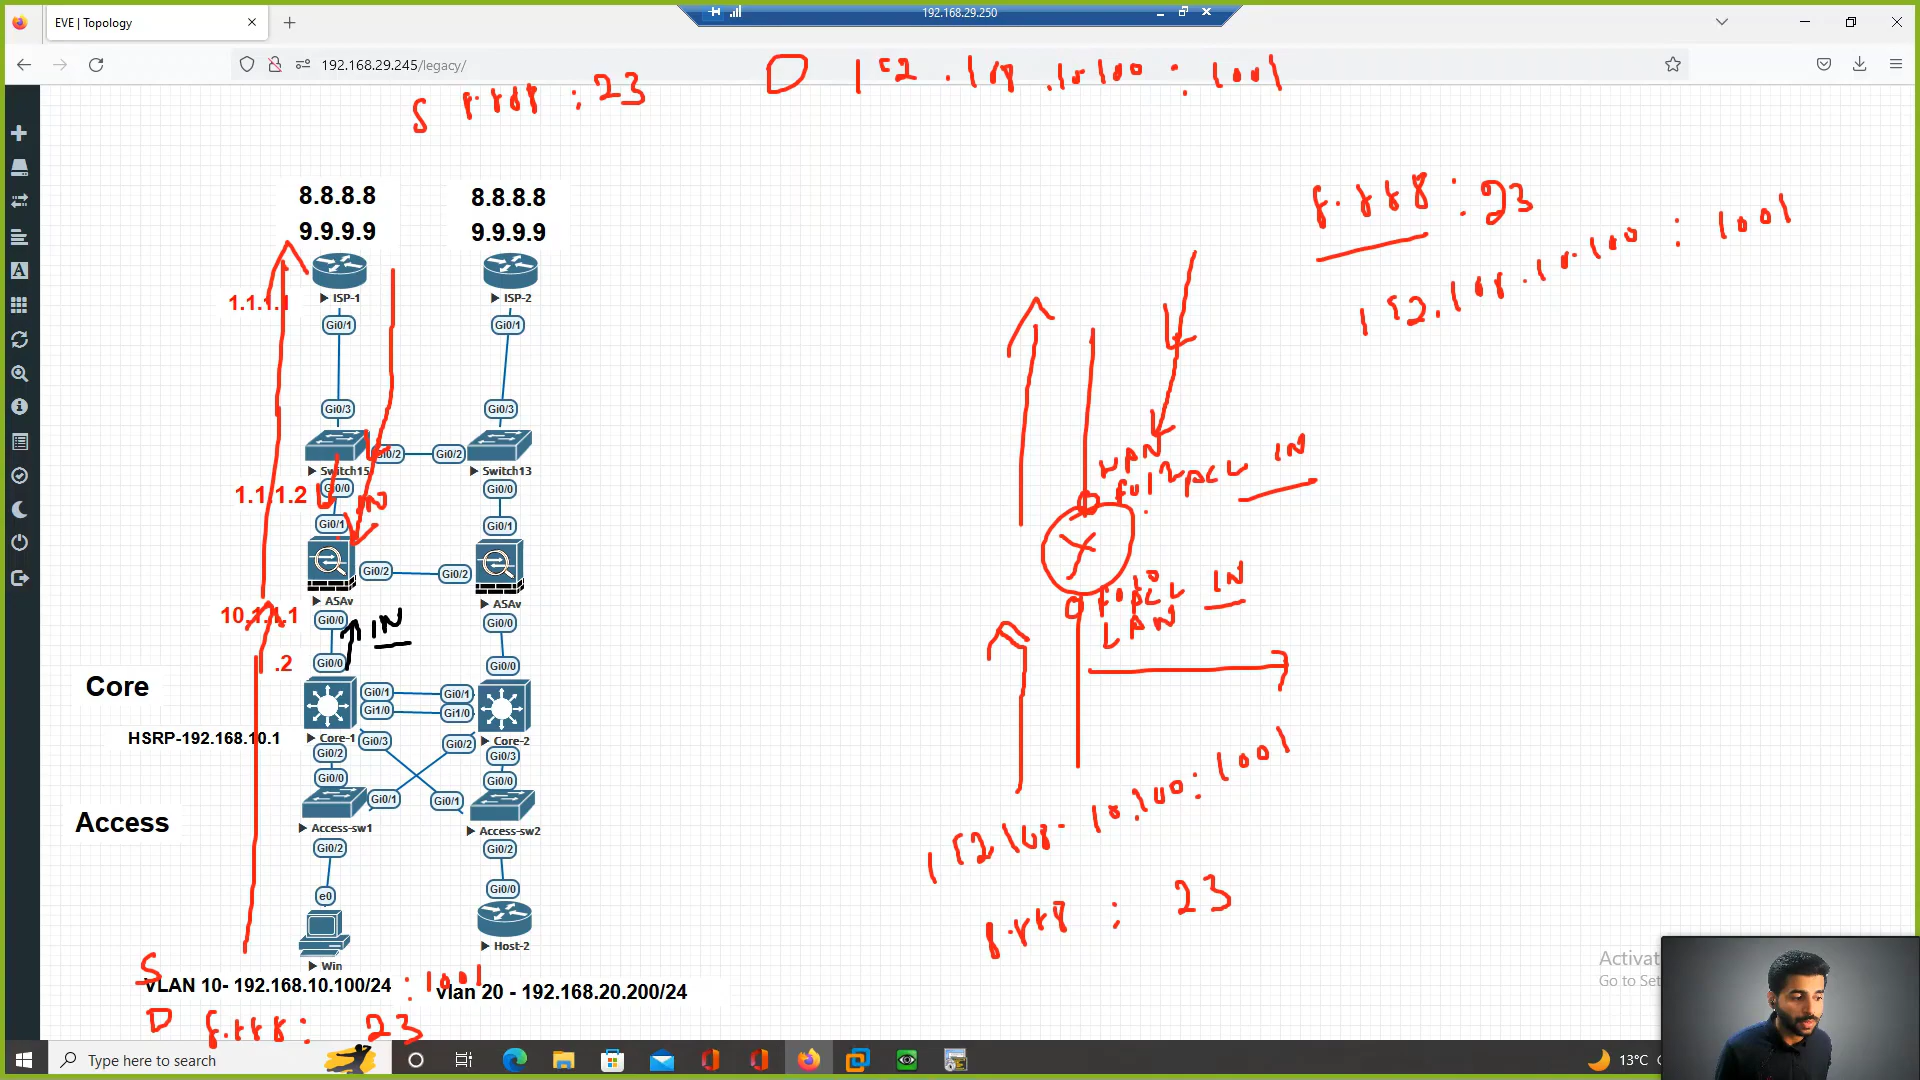 EVE | Topology
192.168.29.250
192.168.29.245/legacy/
S 8.8.8.8 : 23
D 192.168.10.100 : 1001
8.8.8.8
9.9.9.9
8.8.8.8
9.9.9.9
8.8.8.8 : 23
192.168.10.100 : 1001
ISP-1
ISP-2
1.1.1.1
Gi0/1
Gi0/1
Gi0/3
Gi0/3
Gi0/2
Gi0/2
Switch15
Switch13
WAN
IN
1.1.1.2
Gi0/0
Gi0/0
IN
Gi0/1
Gi0/1
Gi0/2
Gi0/2
ACL IN
LAN
ASAv
ASAv
10.1.1.1
Gi0/0
Gi0/0
IN
.2
Gi0/0
Gi0/0
Core
Gi0/1
Gi0/1
Gi1/0
Gi1/0
HSRP-192.168.10.1
Core-1
Gi0/3
Gi0/2
Core-2
Gi0/2
Gi0/3
Gi0/0
Gi0/0
Gi0/1
Gi0/1
Access
Access-sw1
Access-sw2
Gi0/2
Gi0/2
192.168.10.100 : 1001
8.8.8.8 : 23
e0
Gi0/0
Win
Host-2
S
VLAN 10- 192.168.10.100/24 : 1001
vlan 20 - 192.168.20.200/24
D 8.8.8.8 : 23
Activat
Go to Set
Type here to search
13°C